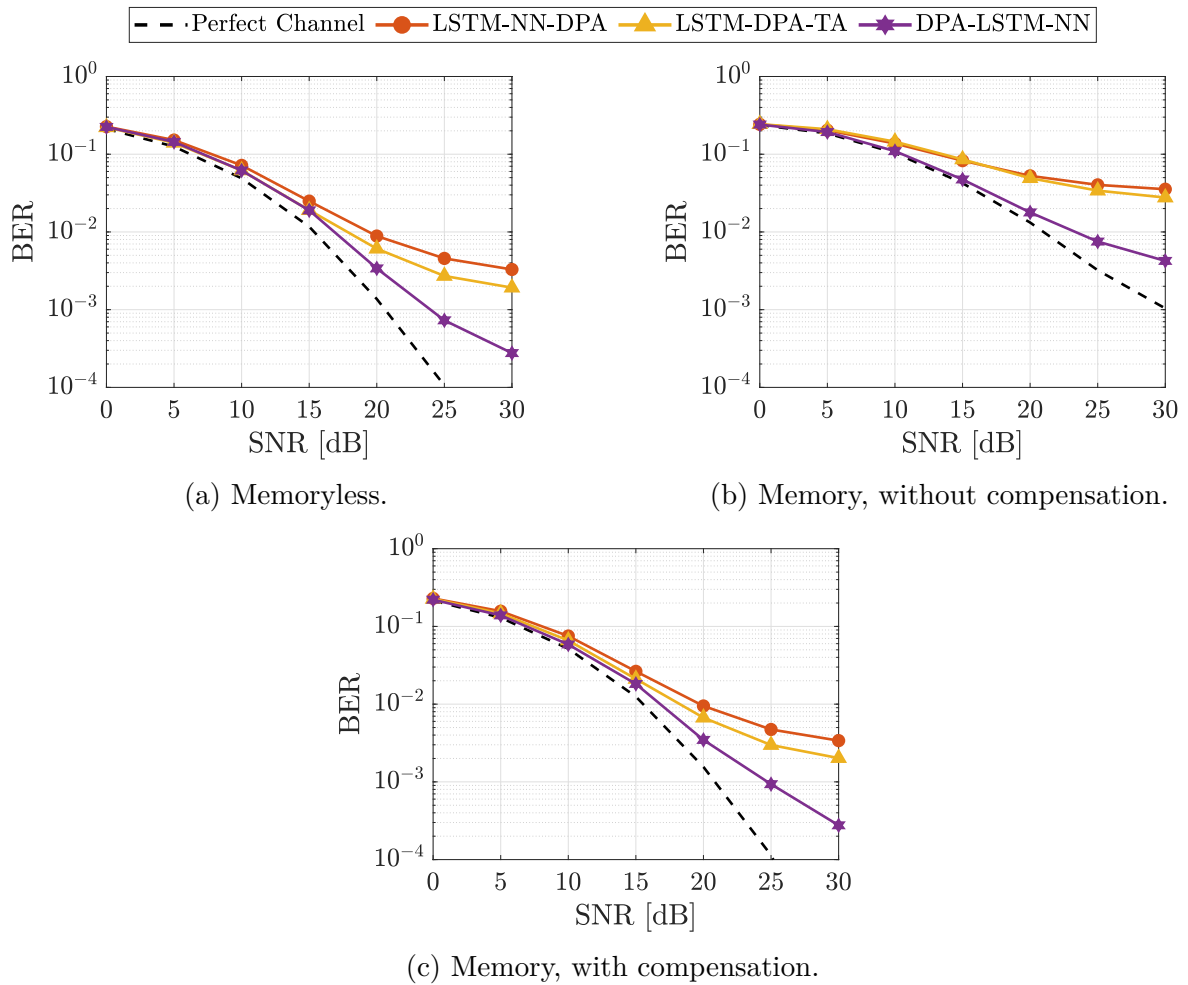 Perfect Channel LSTM-NN-DPA LSTM-DPA-TA DPA-LSTM-NN
10^0
10^-1
10^-2
10^-3
10^-4
BER
0 5 10 15 20 25 30
SNR [dB]
(a) Memoryless.
10^0
10^-1
10^-2
10^-3
10^-4
BER
0 5 10 15 20 25 30
SNR [dB]
(b) Memory, without compensation.
10^0
10^-1
10^-2
10^-3
10^-4
BER
0 5 10 15 20 25 30
SNR [dB]
(c) Memory, with compensation.